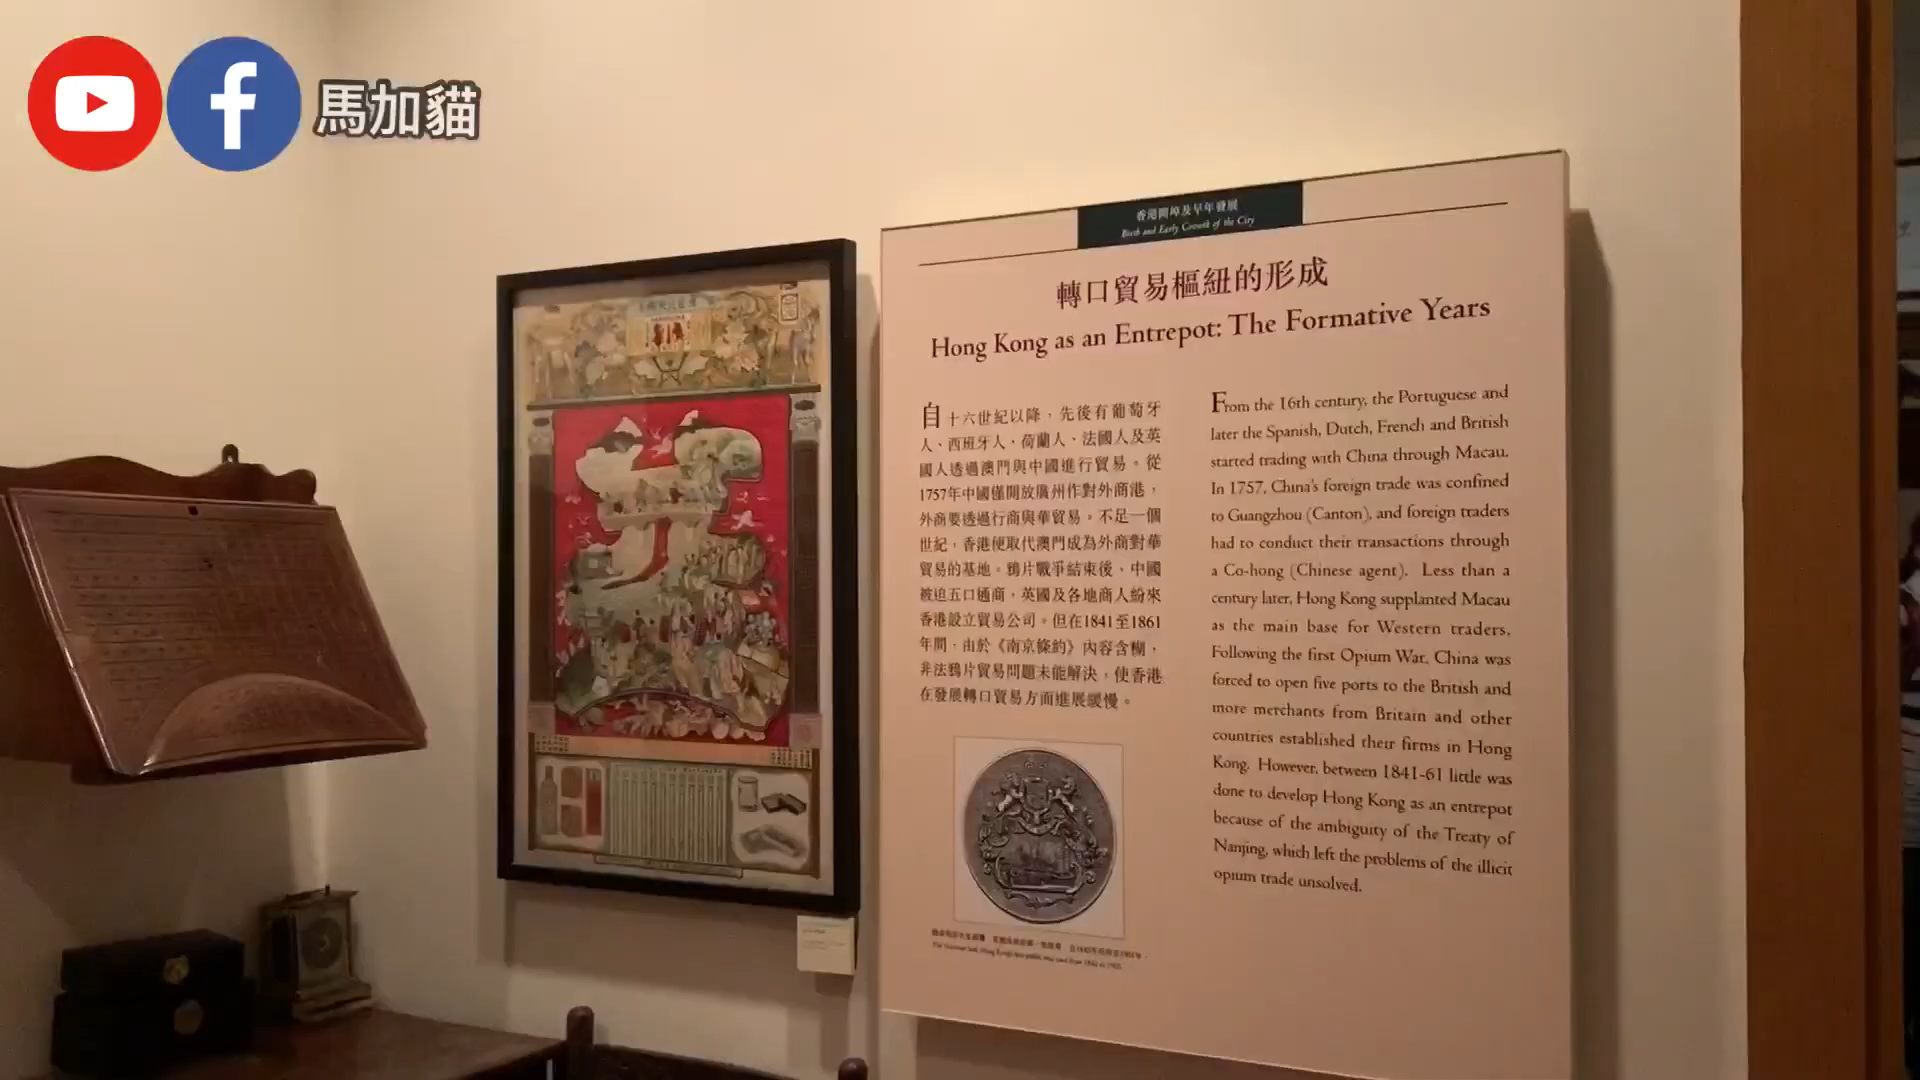 馬加貓
香港開埠及早年發展
Birth and Early Growth of the City
轉口貿易樞紐的形成
Hong Kong as an Entrepot: The Formative Years
自十六世紀以降，先後有葡萄牙
人、西班牙人、荷蘭人、法國人及英
國人透過澳門與中國進行貿易。從
1757年中國僅開放廣州作對外商港，
外商要透過行商與華貿易。不足一個
世紀，香港便取代澳門成為外商對華
貿易的基地。鴉片戰爭結束後，中國
被迫五口通商，英國及各地商人紛來
香港設立貿易公司。但在1841至1861
年間，由於《南京條約》內容含糊，
非法鴉片貿易問題未能解決，使香港
在發展轉口貿易方面進展緩慢。
From the 16th century, the Portuguese and
later the Spanish, Dutch, French and British
started trading with China through Macau.
In 1757, China's foreign trade was confined
to Guangzhou (Canton), and foreign traders
had to conduct their transactions through
a Co-hong (Chinese agent). Less than a
century later, Hong Kong supplanted Macau
as the main base for Western traders.
Following the first Opium War, China was
forced to open five ports to the British and
more merchants from Britain and other
countries established their firms in Hong
Kong. However, between 1841-61 little was
done to develop Hong Kong as an entrepot
because of the ambiguity of the Treaty of
Nanjing, which left the problems of the illicit
opium trade unsolved.